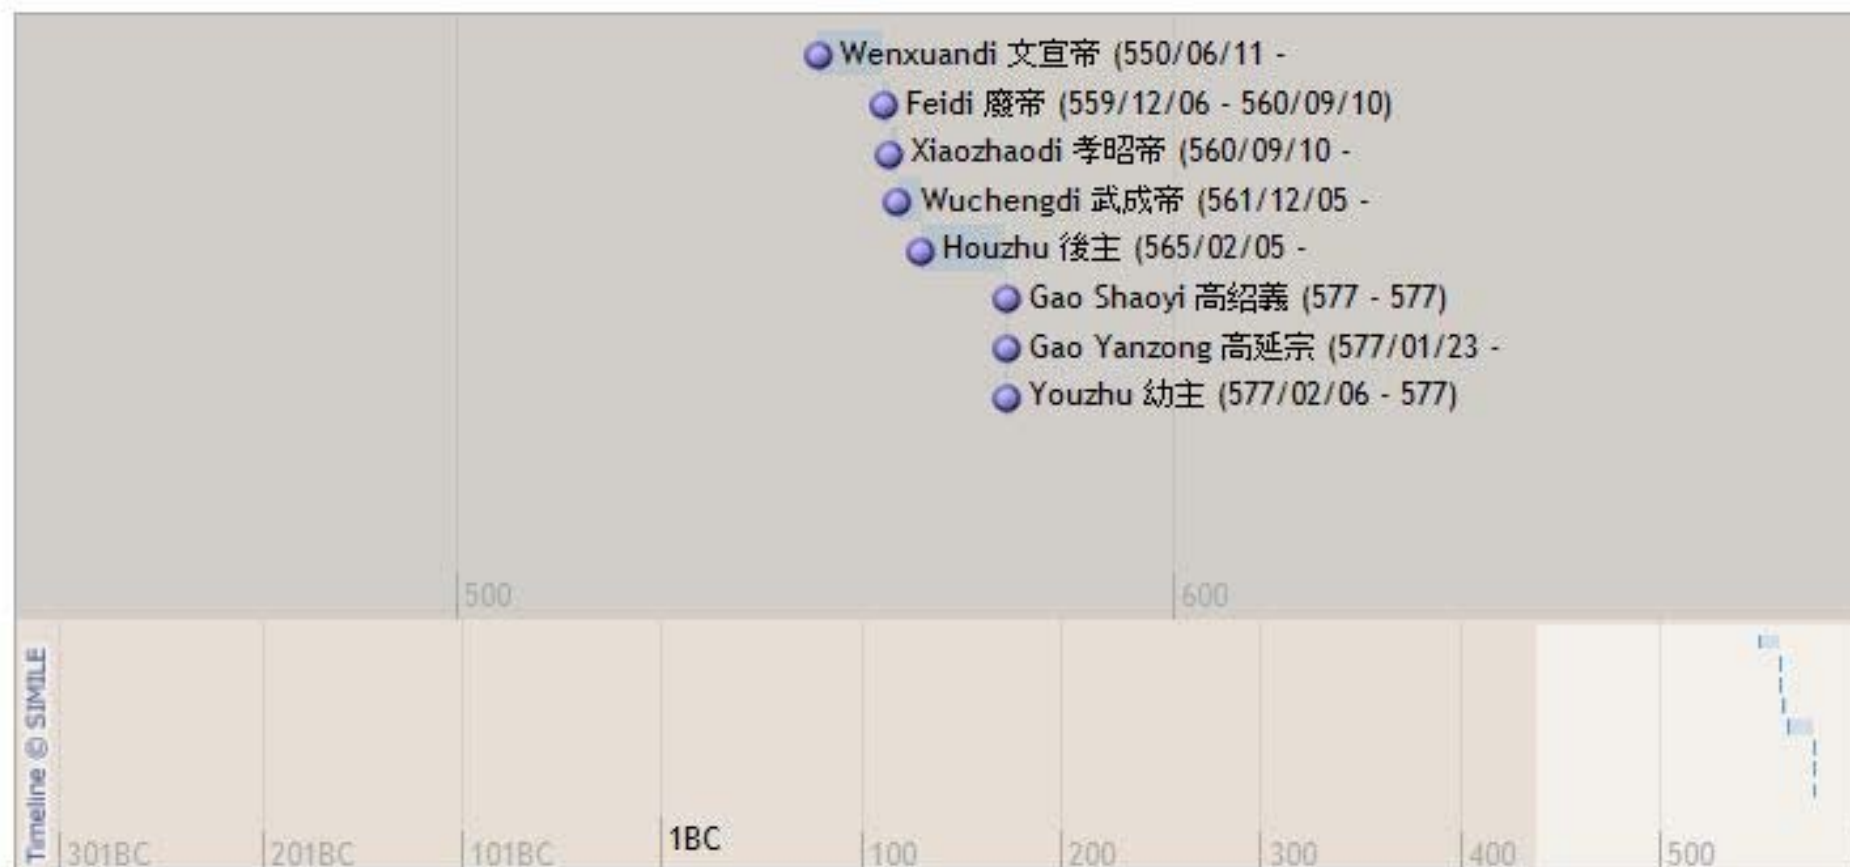 Wenxuandi 文宣帝 (550/06/11 -
Feidi 廢帝 (559/12/06 - 560/09/10)
Xiaozhaodi 孝昭帝 (560/09/10 -
Wuchengdi 武成帝 (561/12/05 -
Houzhu 後主 (565/02/05 -
Gao Shaoyi 高紹義 (577 - 577)
Gao Yanzong 高延宗 (577/01/23 -
Youzhu 幼主 (577/02/06 - 577)
500 600
Timeline © SIMILE
301BC 201BC 101BC 1BC 100 200 300 400 500